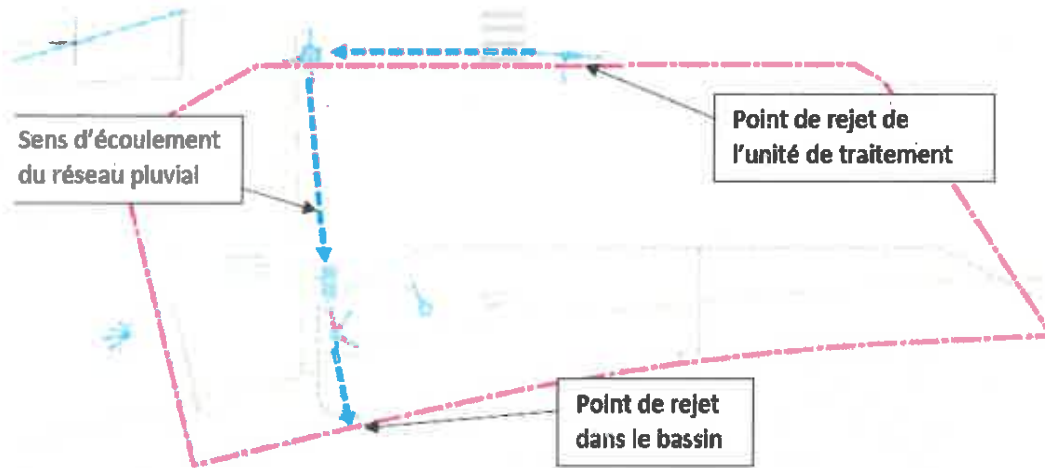 Point de rejet de
l'unité de traitement
Sens d'écoulement
du réseau pluvial
Point de rejet
dans le bassin